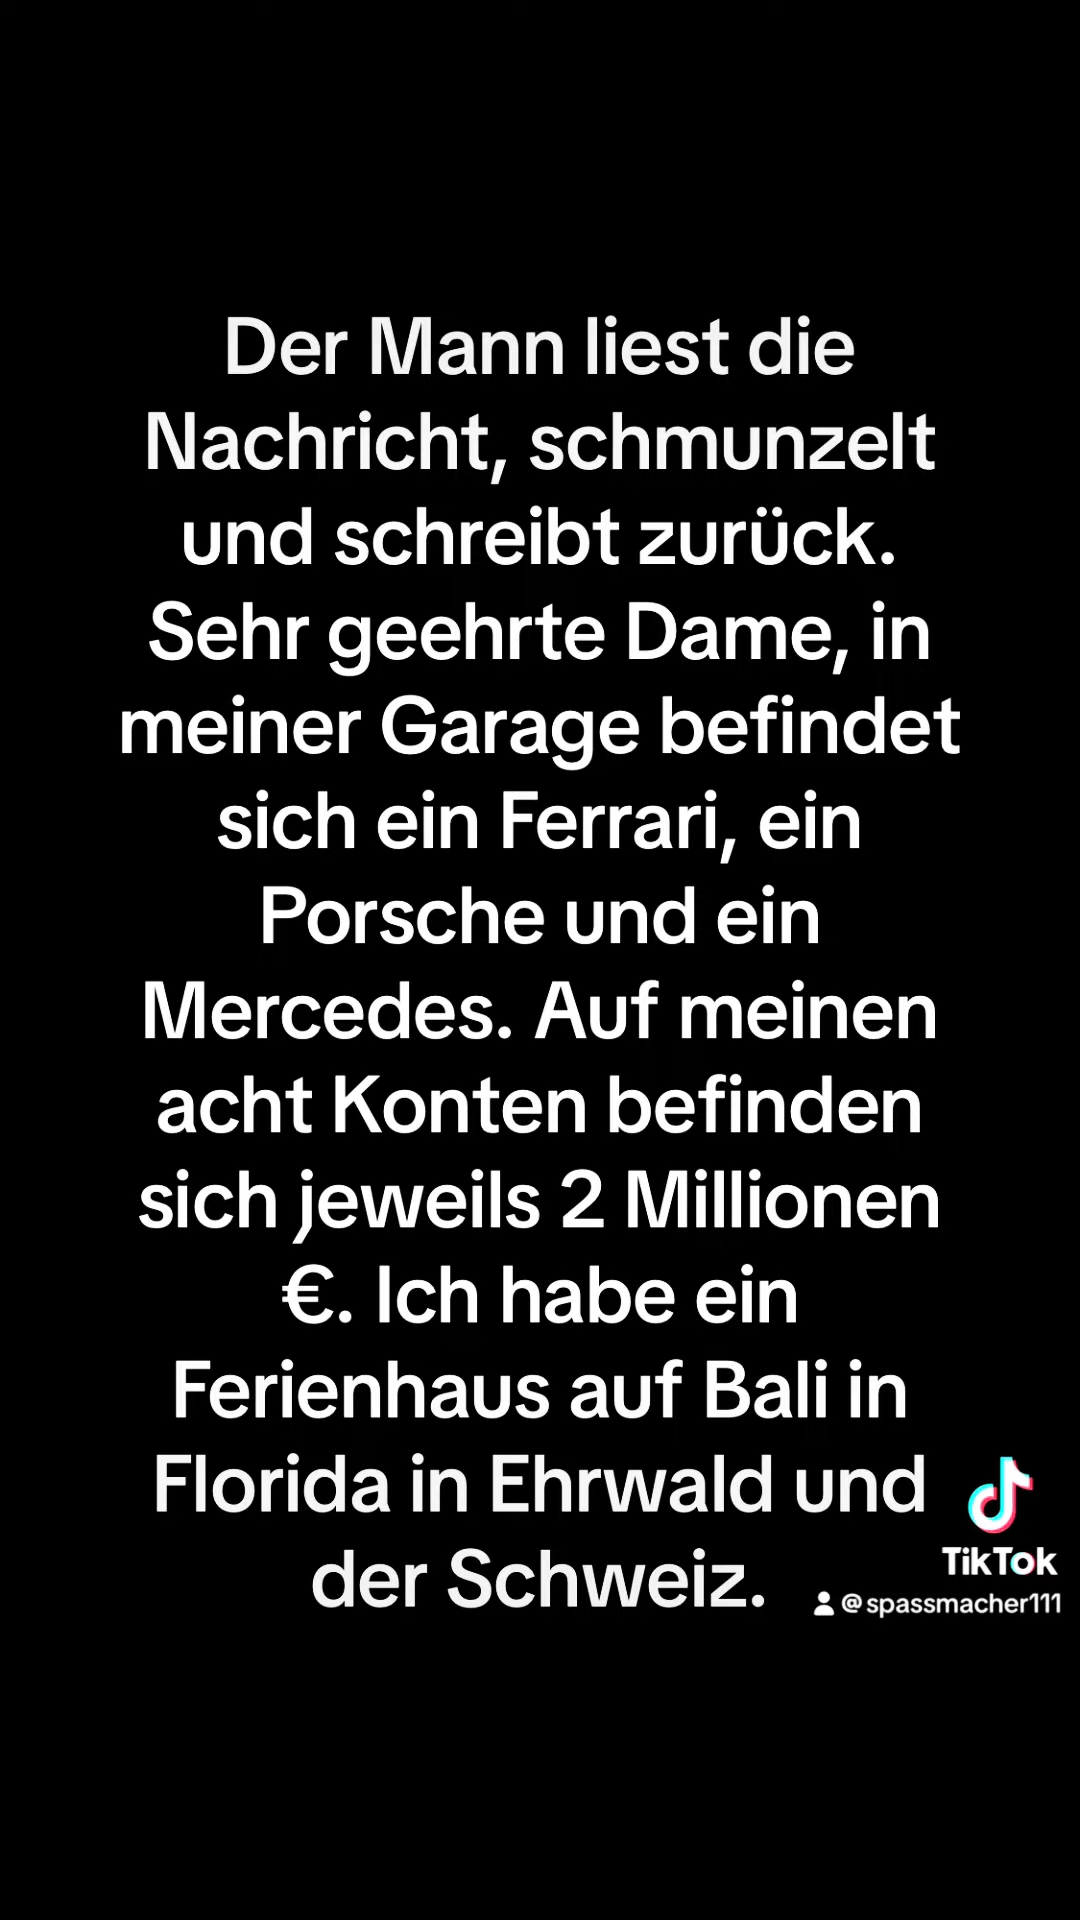 Der Mann liest die
Nachricht, schmunzelt
und schreibt zurück.
Sehr geehrte Dame, in
meiner Garage befindet
sich ein Ferrari, ein
Porsche und ein
Mercedes. Auf meinen
acht Konten befinden
sich jeweils 2 Millionen
€. Ich habe ein
Ferienhaus auf Bali in
Florida in Ehrwald und
der Schweiz.
TikTok
@spassmacher111